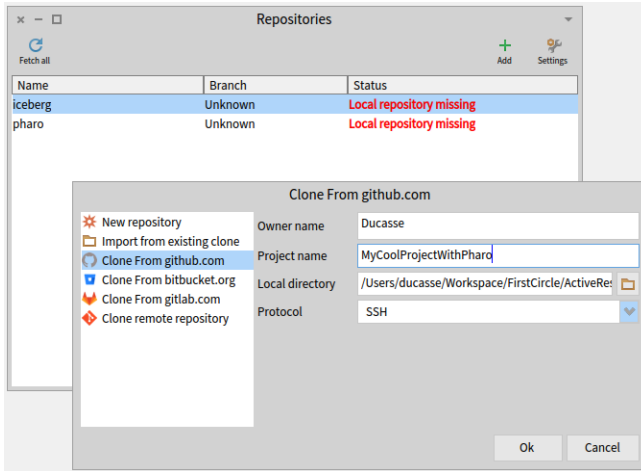 Repositories
Fetch all
Add
Settings
Name Branch Status
iceberg Unknown Local repository missing
pharo Unknown Local repository missing
Clone From github.com
New repository
Import from existing clone
Clone From github.com
Clone From bitbucket.org
Clone From gitlab.com
Clone remote repository
Owner name Ducasse
Project name MyCoolProjectWithPharo
Local directory /Users/ducasse/Workspace/FirstCircle/ActiveRes
Protocol SSH
Ok Cancel